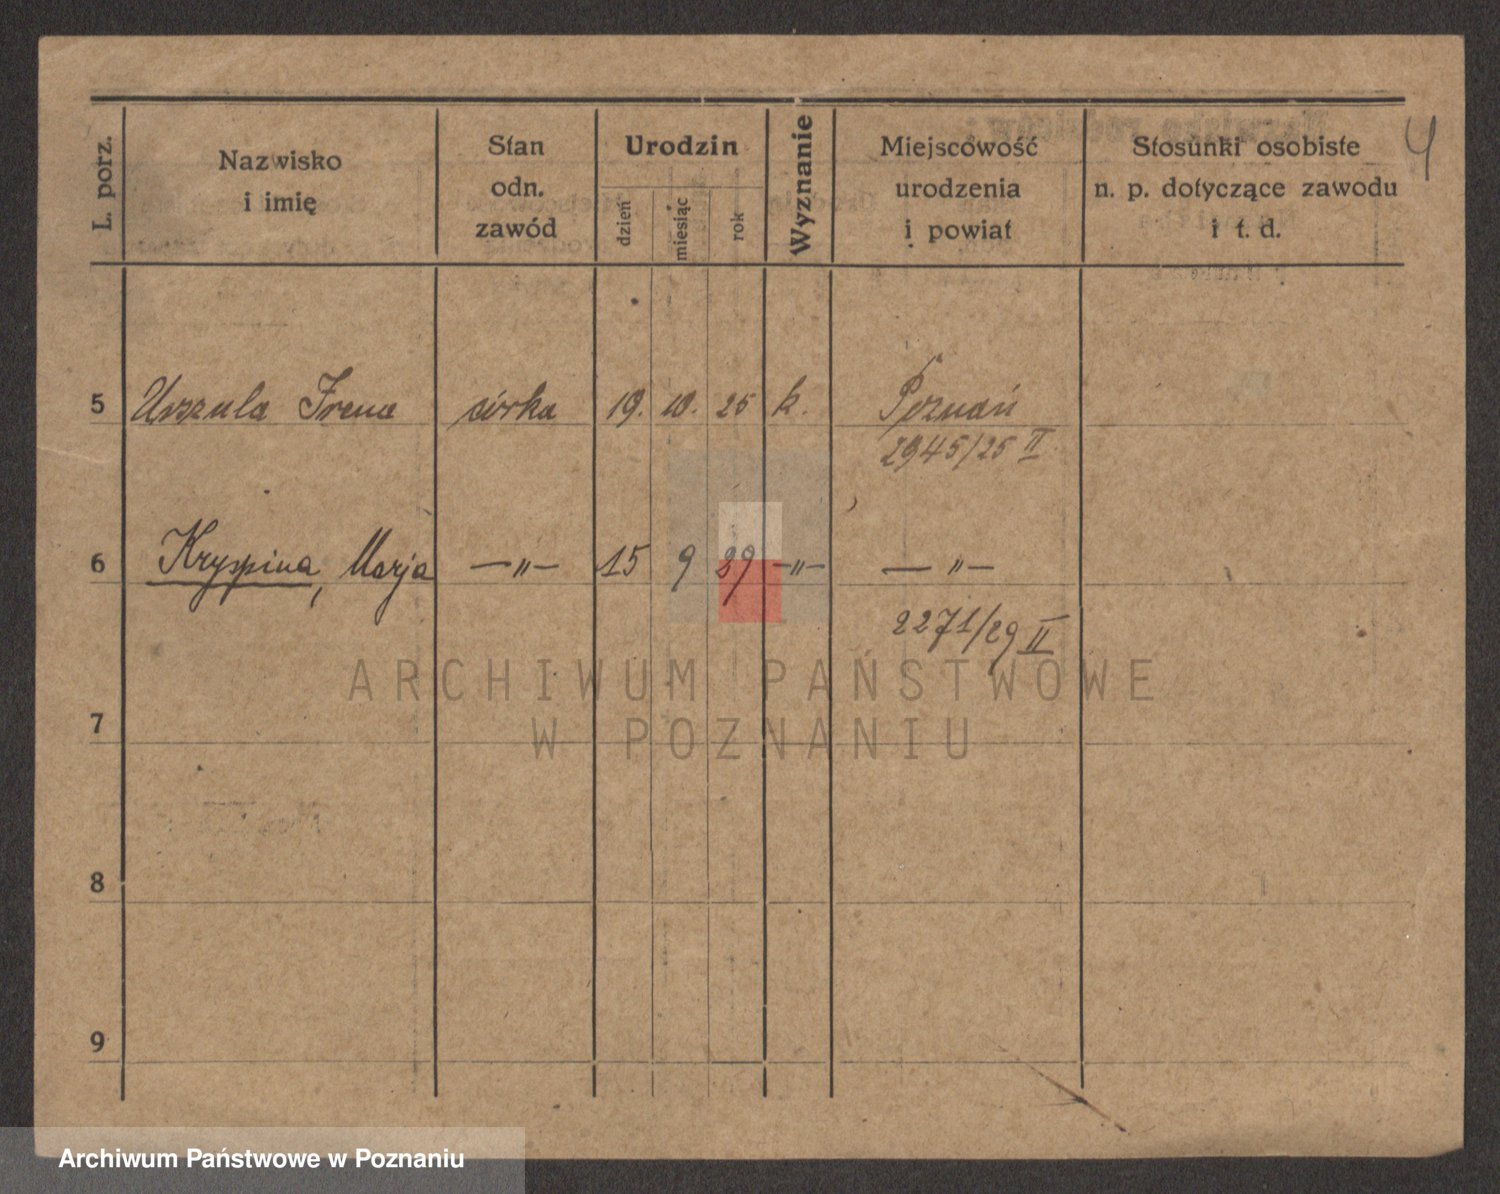 L. porz.
Nazwisko
i imię
Stan
odn.
zawód
Urodzin
dzień
miesiąc
rok
Wyznanie
Miejscowość
urodzenia
i powiat
Stosunki osobiste
n. p. dotyczące zawodu
i t. d.
4
5 Urszula Irena córka 19. 10. 25 k. Poznań
2945/25 II
6 Kryspina, Marja —"— 15 9 29 —"— —"—
2271/29 II
ARCHIWUM PAŃSTWOWE
W POZNANIU
7
8
9
Archiwum Państwowe w Poznaniu